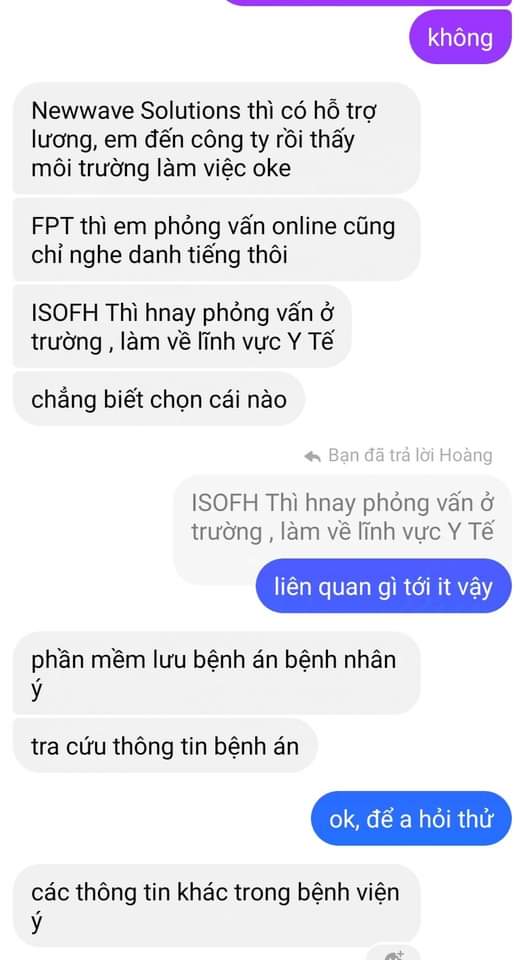 không
Newwave Solutions thì có hỗ trợ
lương, em đến công ty rồi thấy
môi trường làm việc oke
FPT thì em phỏng vấn online cũng
chỉ nghe danh tiếng thôi
ISOFH Thì hnay phỏng vấn ở
trường , làm về lĩnh vực Y Tế
chẳng biết chọn cái nào
Bạn đã trả lời Hoàng
ISOFH Thì hnay phỏng vấn ở
trường , làm về lĩnh vực Y Tế
liên quan gì tới it vậy
phần mềm lưu bệnh án bệnh nhân
ý
tra cứu thông tin bệnh án
ok, để a hỏi thử
các thông tin khác trong bệnh viện
ý